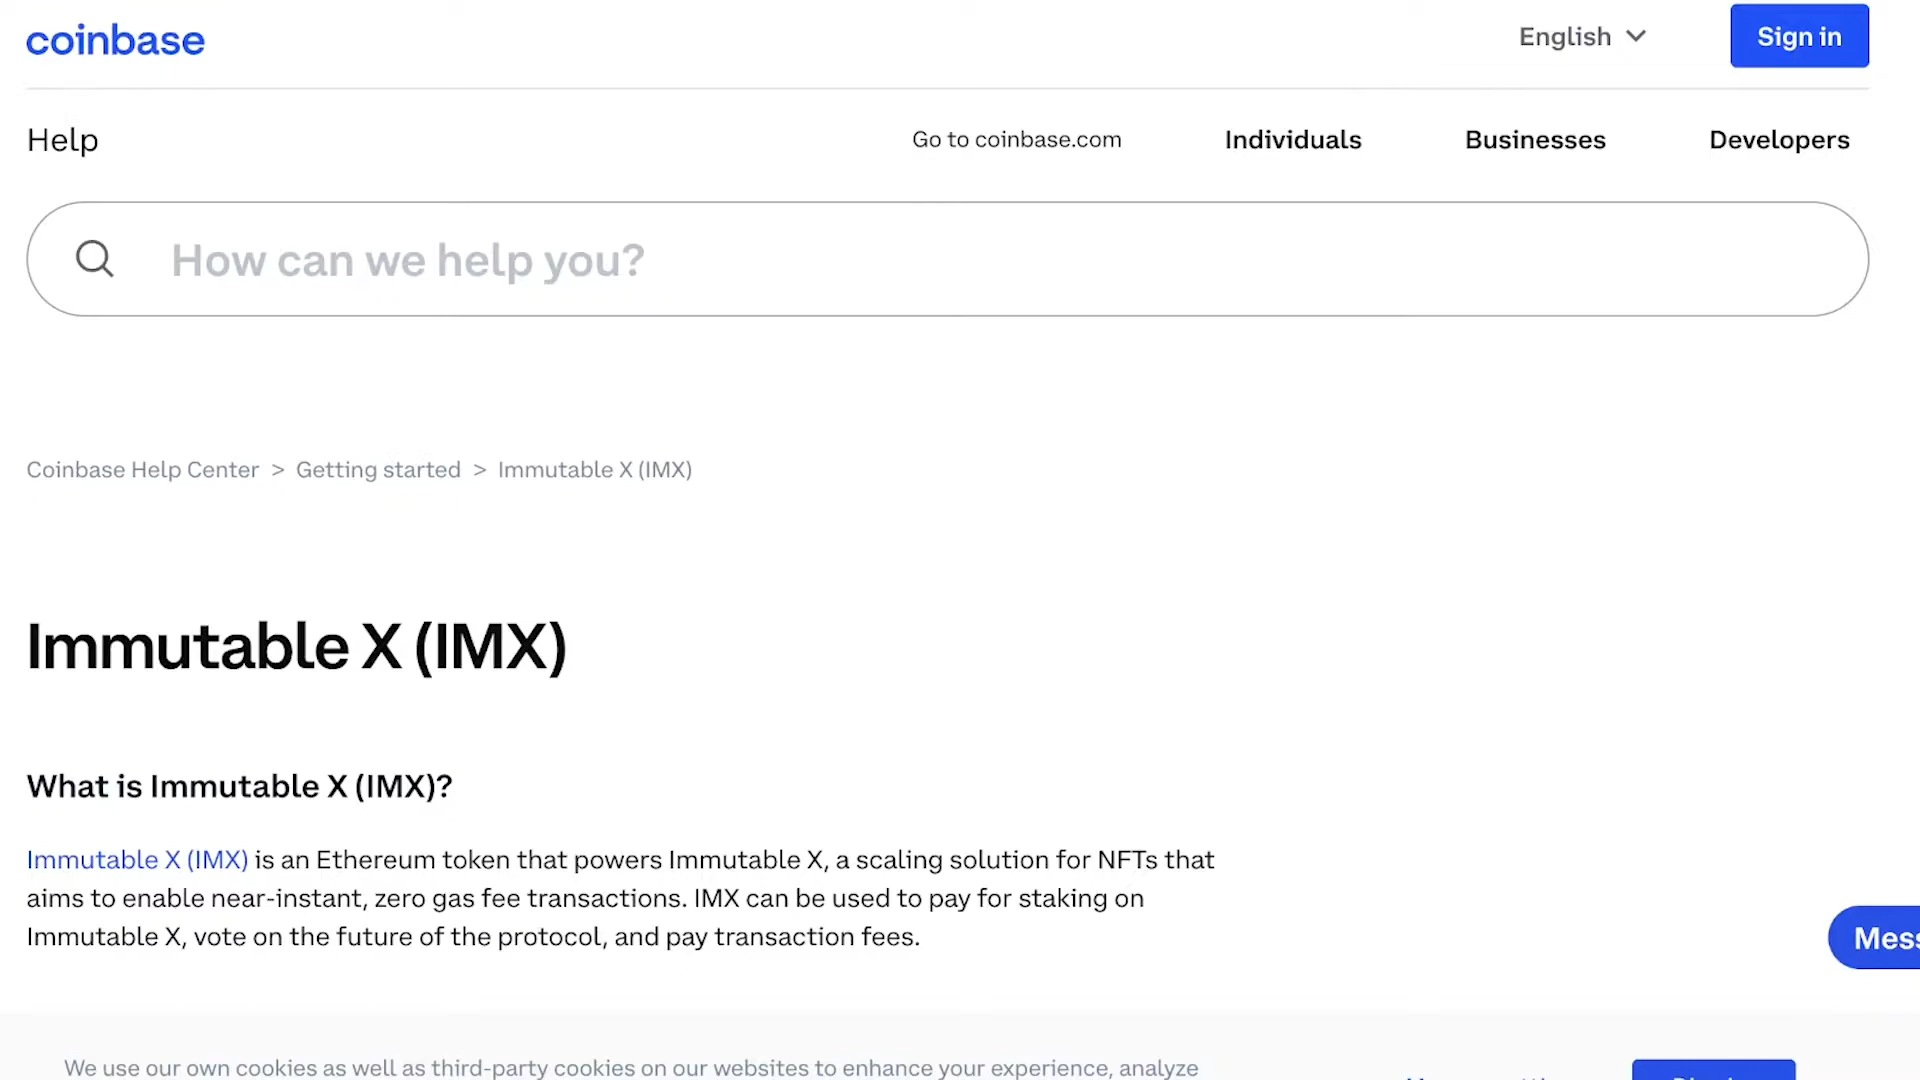 coinbase
English
Sign in
Help
Go to coinbase.com
Individuals
Businesses
Developers
How can we help you?
Coinbase Help Center > Getting started > Immutable X (IMX)
Immutable X (IMX)
What is Immutable X (IMX)?
Immutable X (IMX) is an Ethereum token that powers Immutable X, a scaling solution for NFTs that
aims to enable near-instant, zero gas fee transactions. IMX can be used to pay for staking on
Immutable X, vote on the future of the protocol, and pay transaction fees.
We use our own cookies as well as third-party cookies on our websites to enhance your experience, analyze